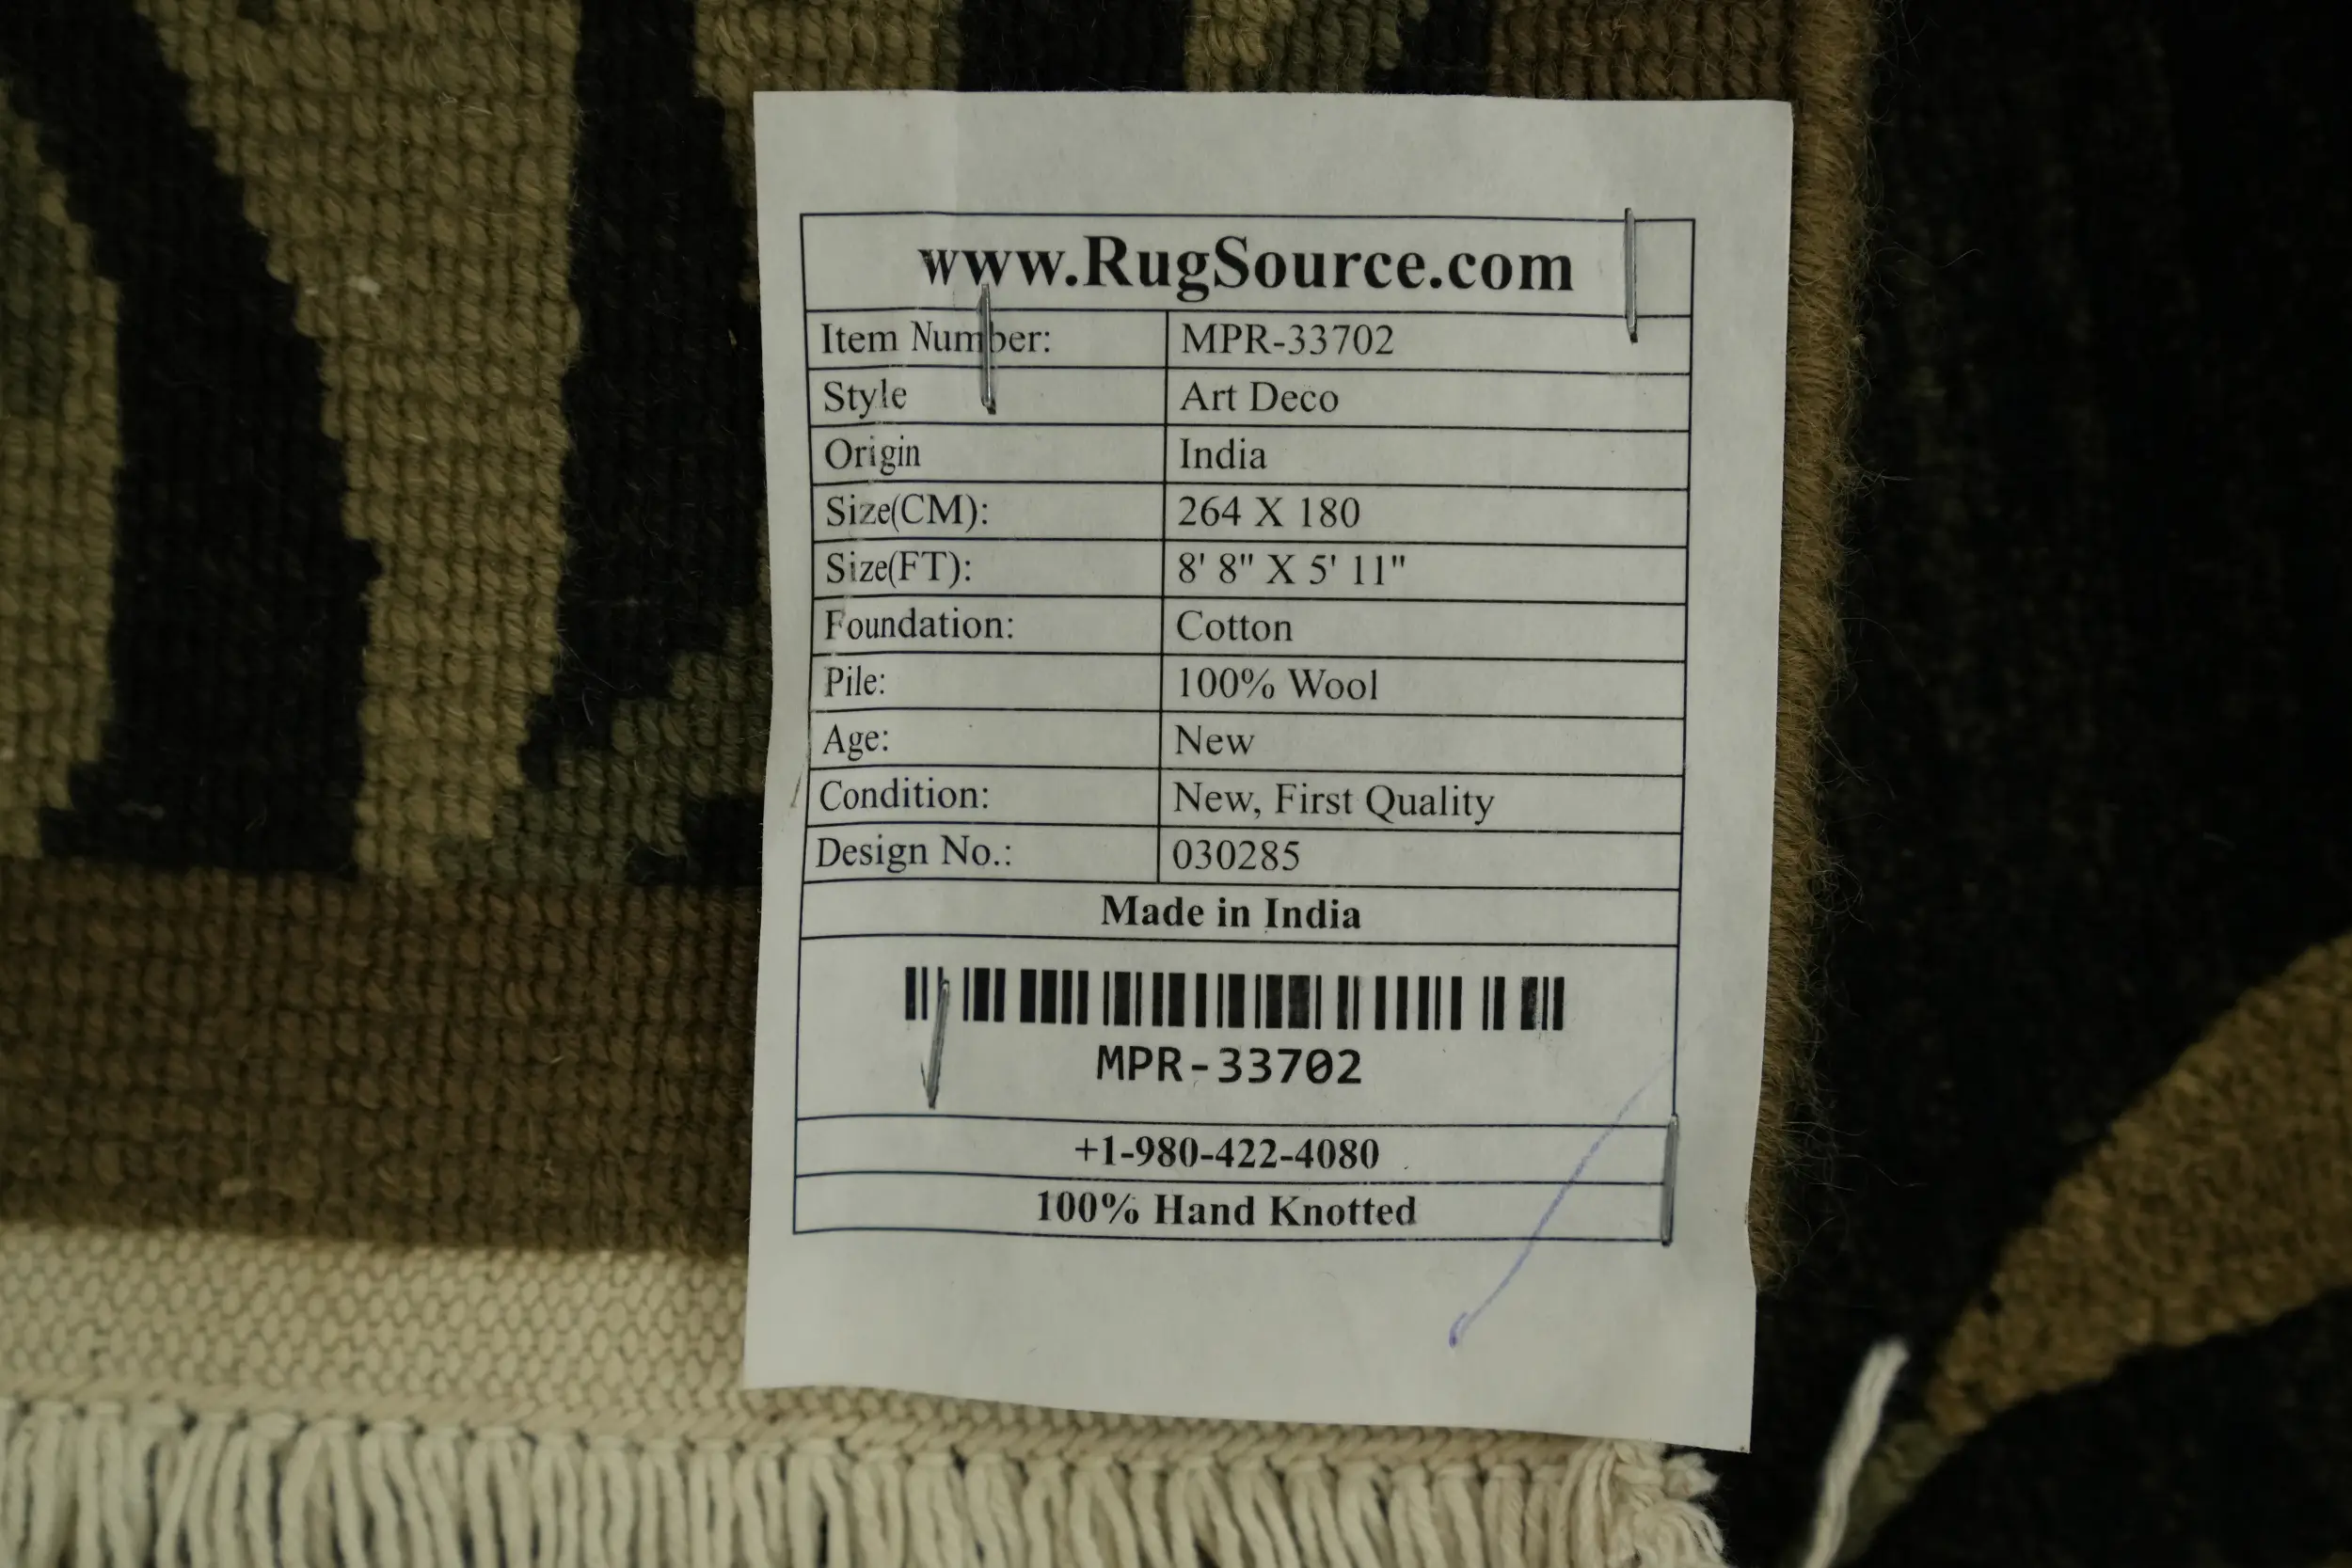 www.RugSource.com
Item Number: MPR-33702
Style Art Deco
Origin India
Size(CM): 264 X 180
Size(FT): 8' 8" X 5' 11"
Foundation: Cotton
Pile: 100% Wool
Age: New
Condition: New, First Quality
Design No.: 030285
Made in India
MPR-33702
+1-980-422-4080
100% Hand Knotted